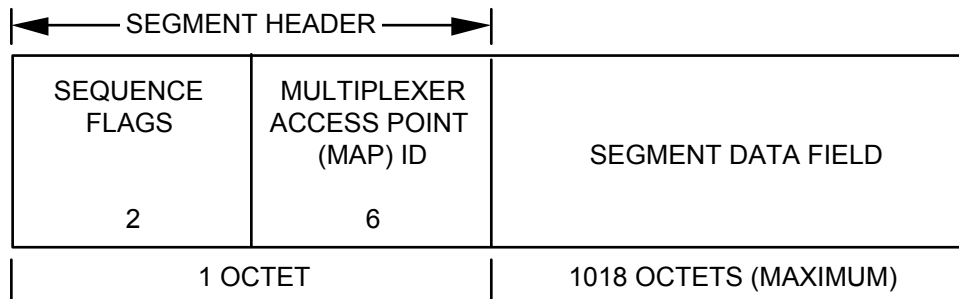 SEGMENT HEADER
SEQUENCE
FLAGS
2
MULTIPLEXER
ACCESS POINT
(MAP) ID
6
SEGMENT DATA FIELD
1 OCTET
1018 OCTETS (MAXIMUM)